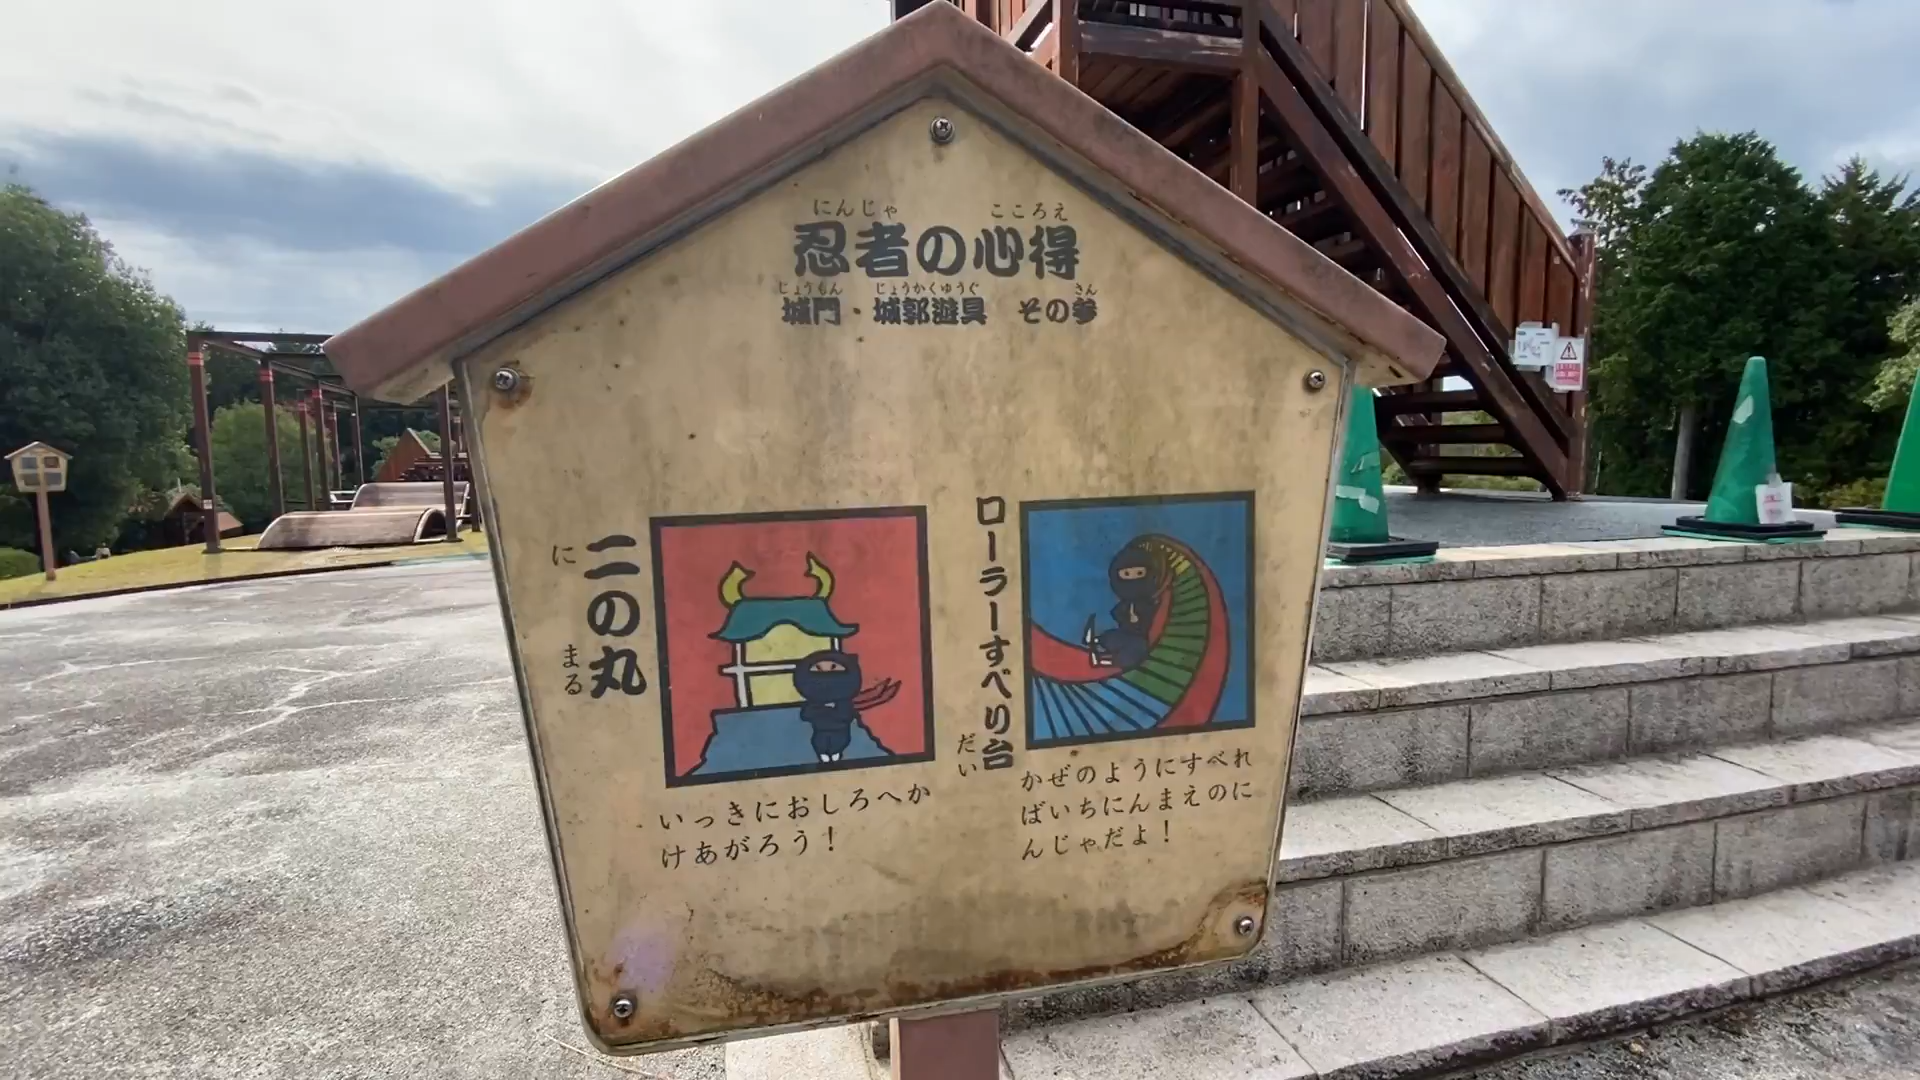 にんじゃ こころえ
忍者の心得
じょうもん じょうかくゆうぐ さん
城門・城郭遊具 その参
二の丸
に まる
いっきにおしろへか
けあがろう！
ローラーすべり台
だい
かぜのようにすべれ
ばいちにんまえのに
んじゃだよ！